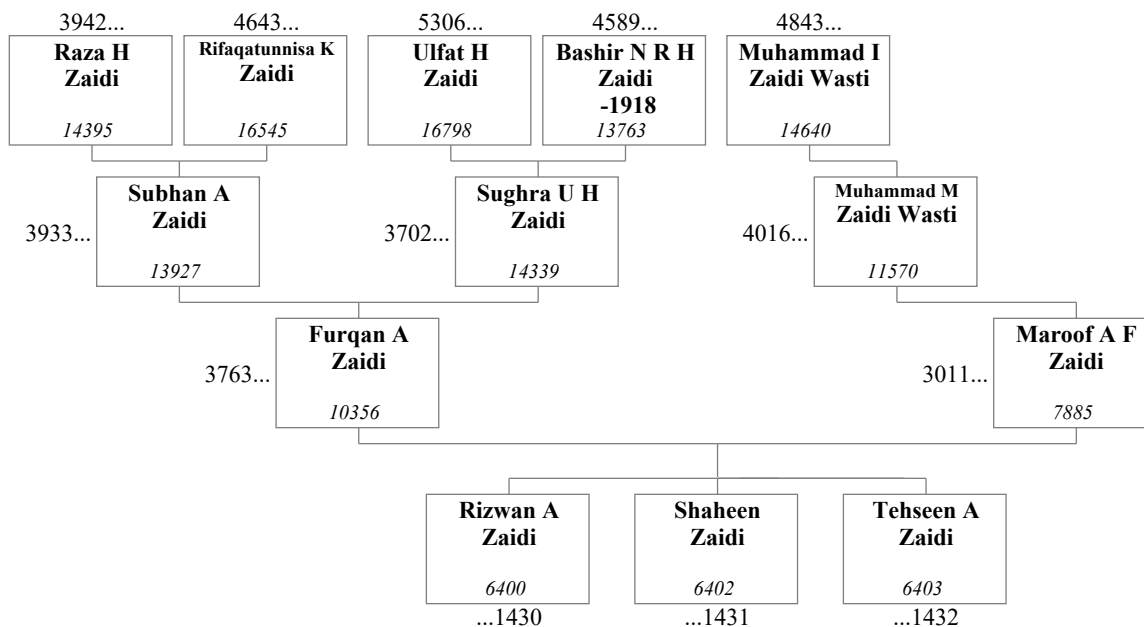 3942... 4643... 5306... 4589... 4843...
Raza H
Zaidi
14395
Rifaqatunnisa K
Zaidi
16545
Ulfat H
Zaidi
16798
Bashir N R H
Zaidi
-1918
13763
Muhammad I
Zaidi Wasti
14640
3933...
Subhan A
Zaidi
13927
3702...
Sughra U H
Zaidi
14339
4016...
Muhammad M
Zaidi Wasti
11570
3763...
Furqan A
Zaidi
10356
3011...
Maroof A F
Zaidi
7885
Rizwan A
Zaidi
6400
...1430
Shaheen
Zaidi
6402
...1431
Tehseen A
Zaidi
6403
...1432